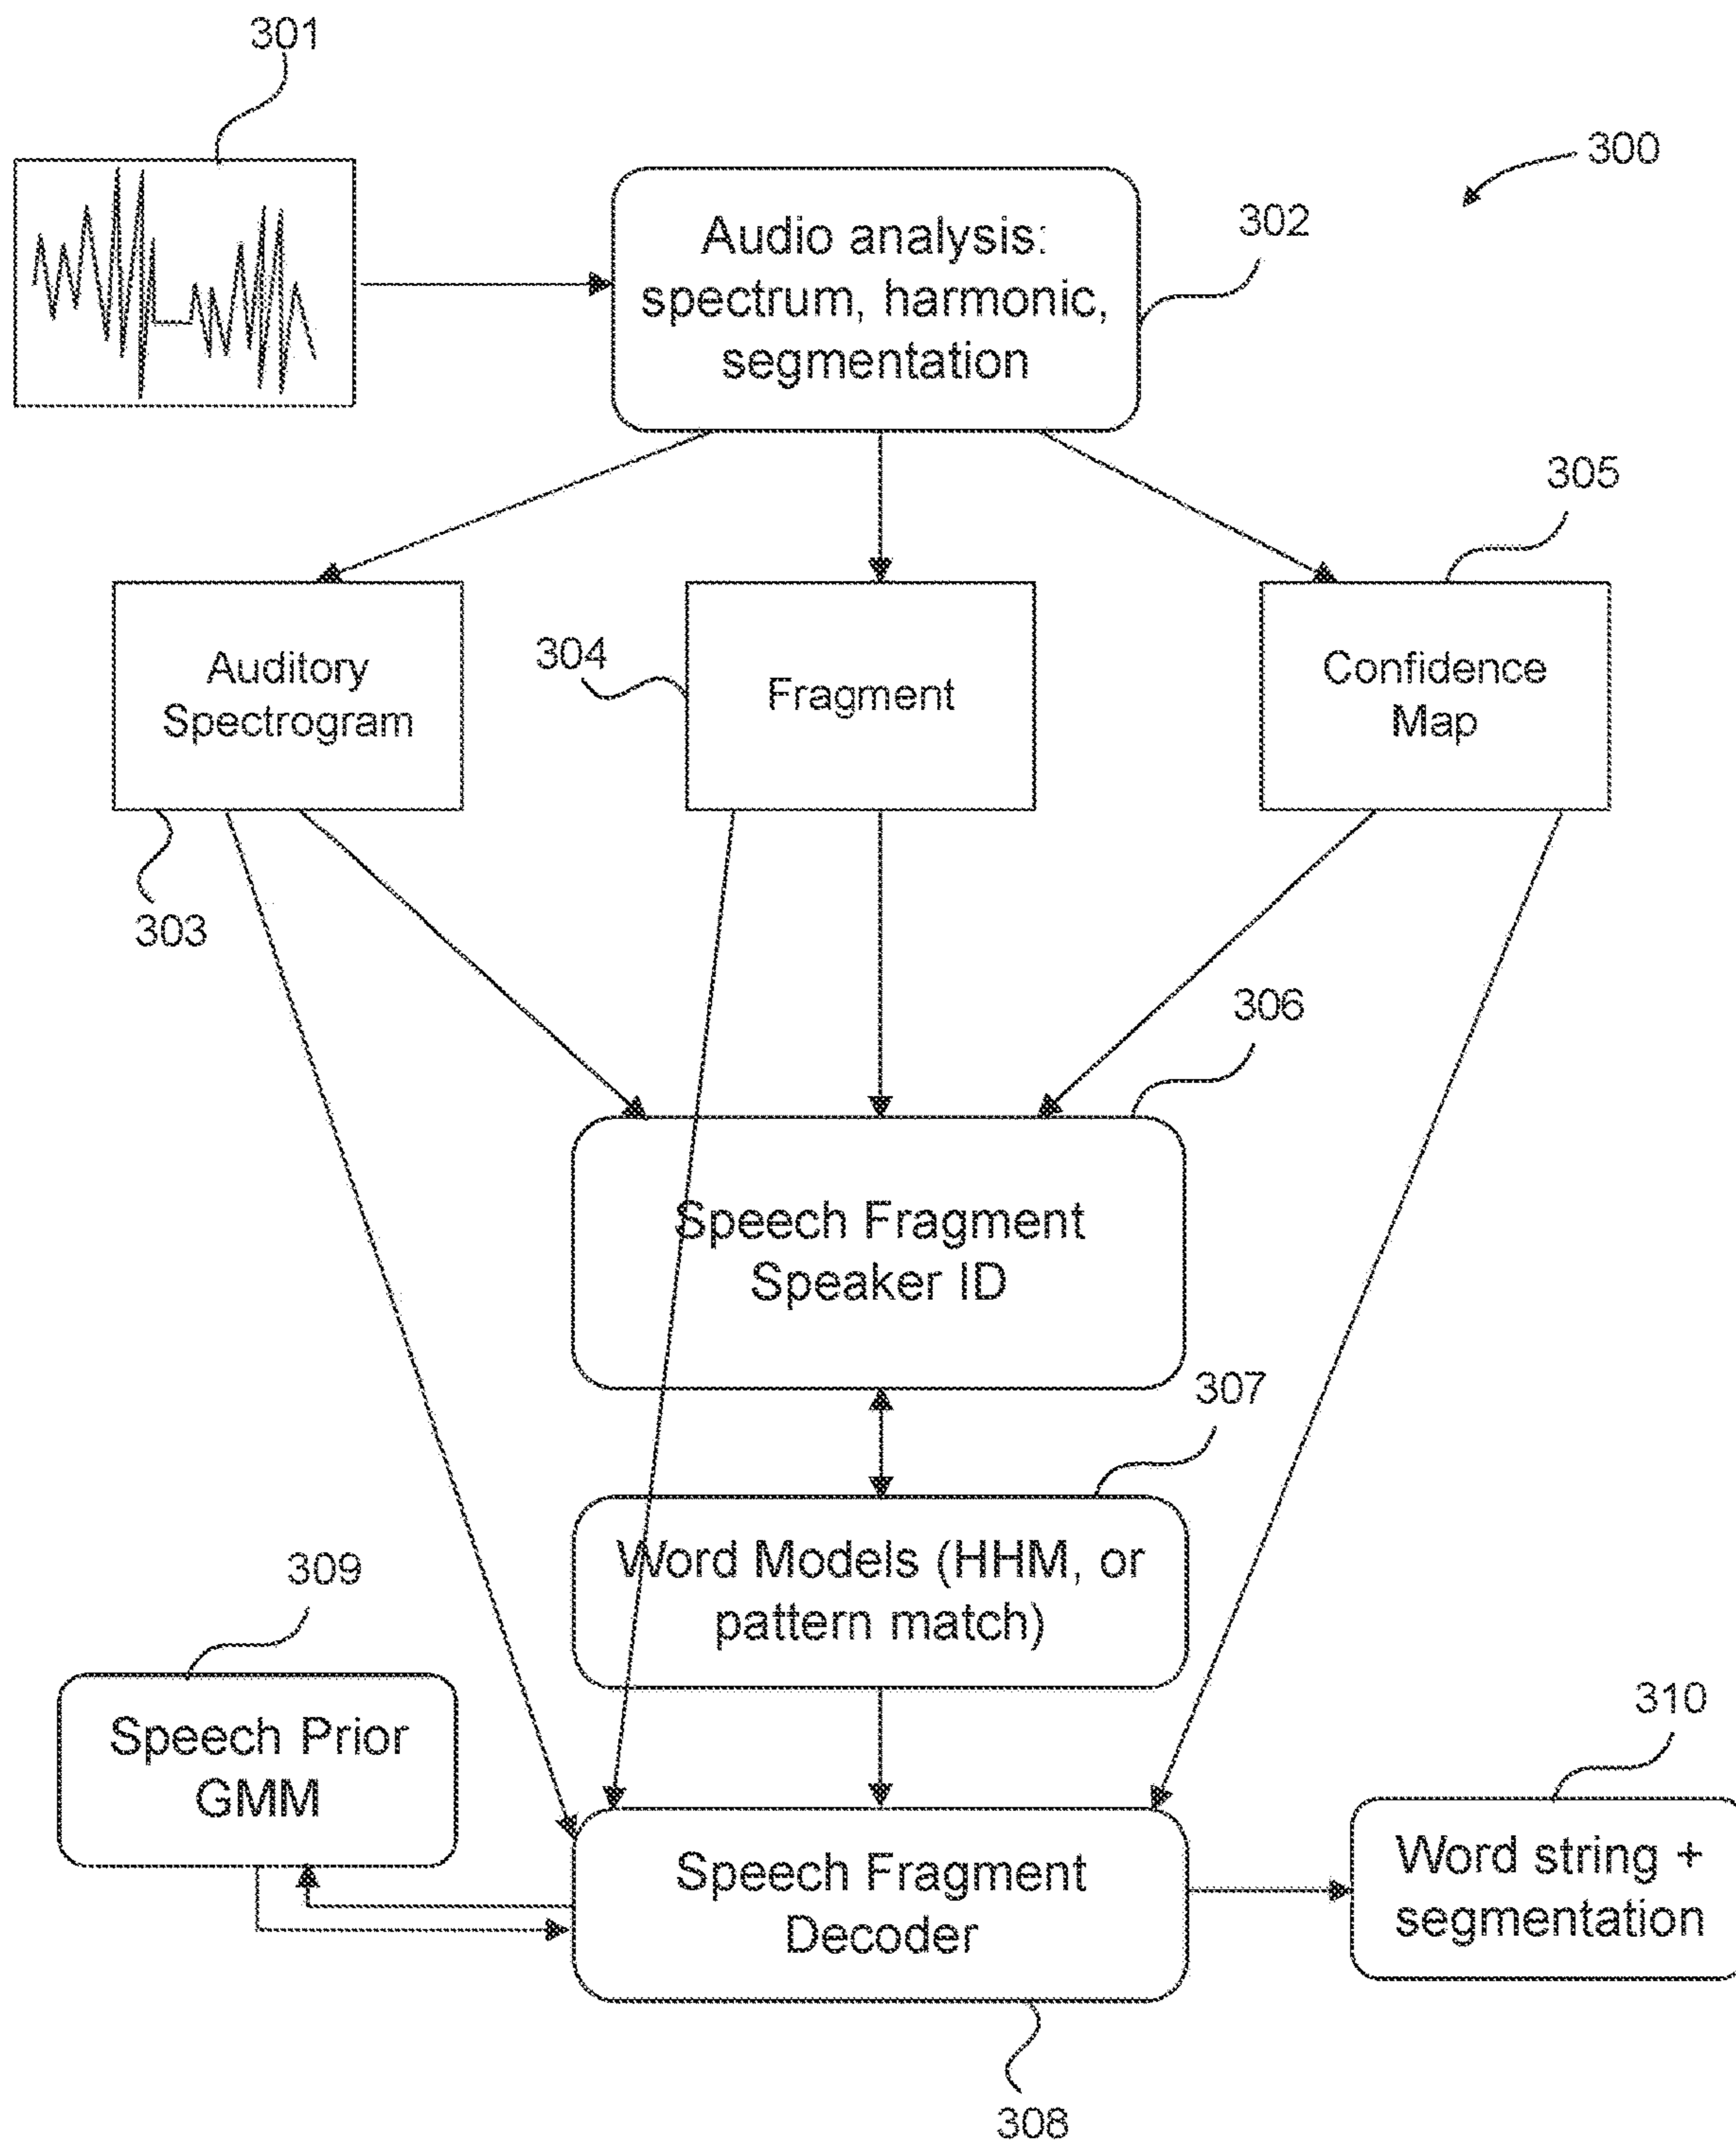 301
300
302
Audio analysis:
spectrum, harmonic,
segmentation
305
304
Auditory
Spectrogram
Fragment
Confidence
Map
303
306
Speech Fragment
Speaker ID
307
309
Word Models (HHM, or
pattern match)
310
Speech Prior
GMM
Speech Fragment
Decoder
Word string +
segmentation
308